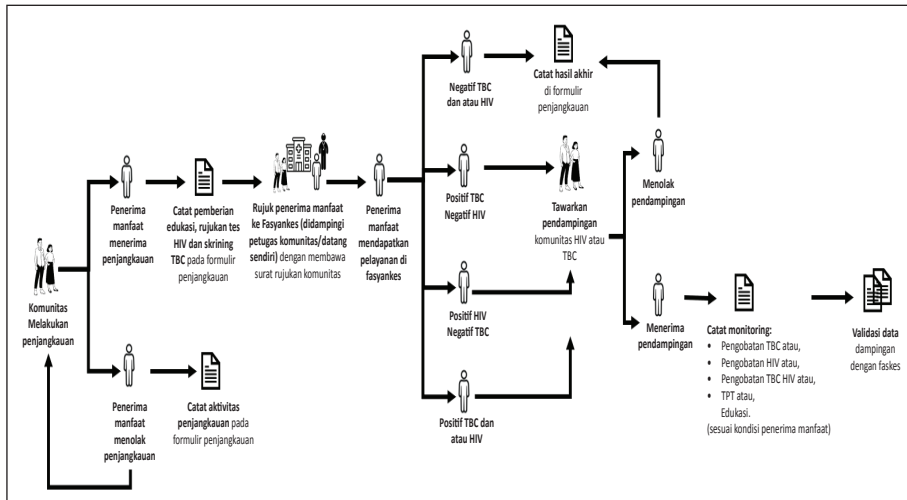 Komunitas
Melakukan
penjangkauan
Penerima
manfaat
menerima
penjangkauan
Catat pemberian
edukasi, rujukan tes
HIV dan skrining
TBC pada formulir
penjangkauan
Rujuk penerima manfaat
ke Fasyankes (didampingi
petugas komunitas/datang
sendiri) dengan membawa
surat rujukan komunitas
Penerima
manfaat
mendapatkan
pelayanan di
fasyankes
Penerima
manfaat
menolak
penjangkauan
Catat aktivitas
penjangkauan pada
formulir penjangkauan
Negatif TBC
dan atau HIV
Catat hasil akhir
di formulir
penjangkauan
Positif TBC
Negatif HIV
Tawarkan
pendampingan
komunitas HIV atau
TBC
Positif HIV
Negatif TBC
Positif TBC dan
atau HIV
Menolak
pendampingan
Menerima
pendampingan
Catat monitoring:
• Pengobatan TBC atau,
• Pengobatan HIV atau,
• Pengobatan TBC HIV atau,
• TPT atau,
Edukasi.
(sesuai kondisi penerima manfaat)
Validasi data
dampingan
dengan faskes